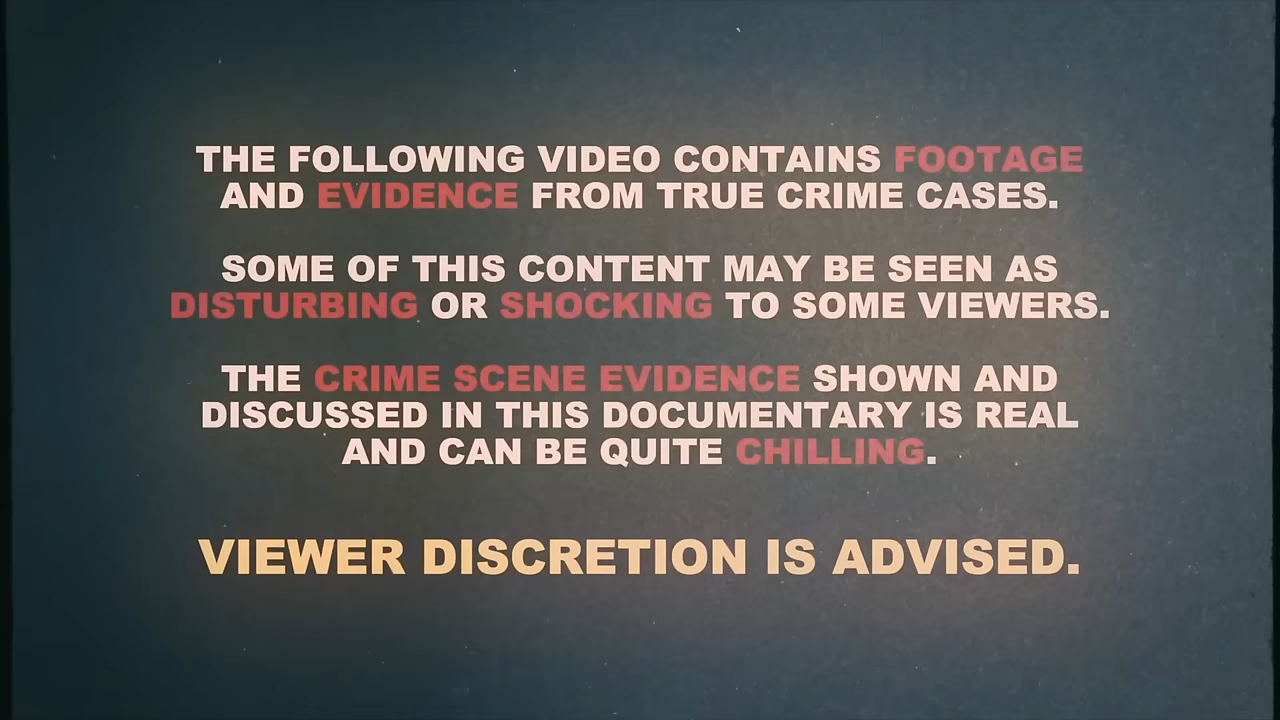 THE FOLLOWING VIDEO CONTAINS FOOTAGE
AND EVIDENCE FROM TRUE CRIME CASES.
SOME OF THIS CONTENT MAY BE SEEN AS
DISTURBING OR SHOCKING TO SOME VIEWERS.
THE CRIME SCENE EVIDENCE SHOWN AND
DISCUSSED IN THIS DOCUMENTARY IS REAL
AND CAN BE QUITE CHILLING.
VIEWER DISCRETION IS ADVISED.